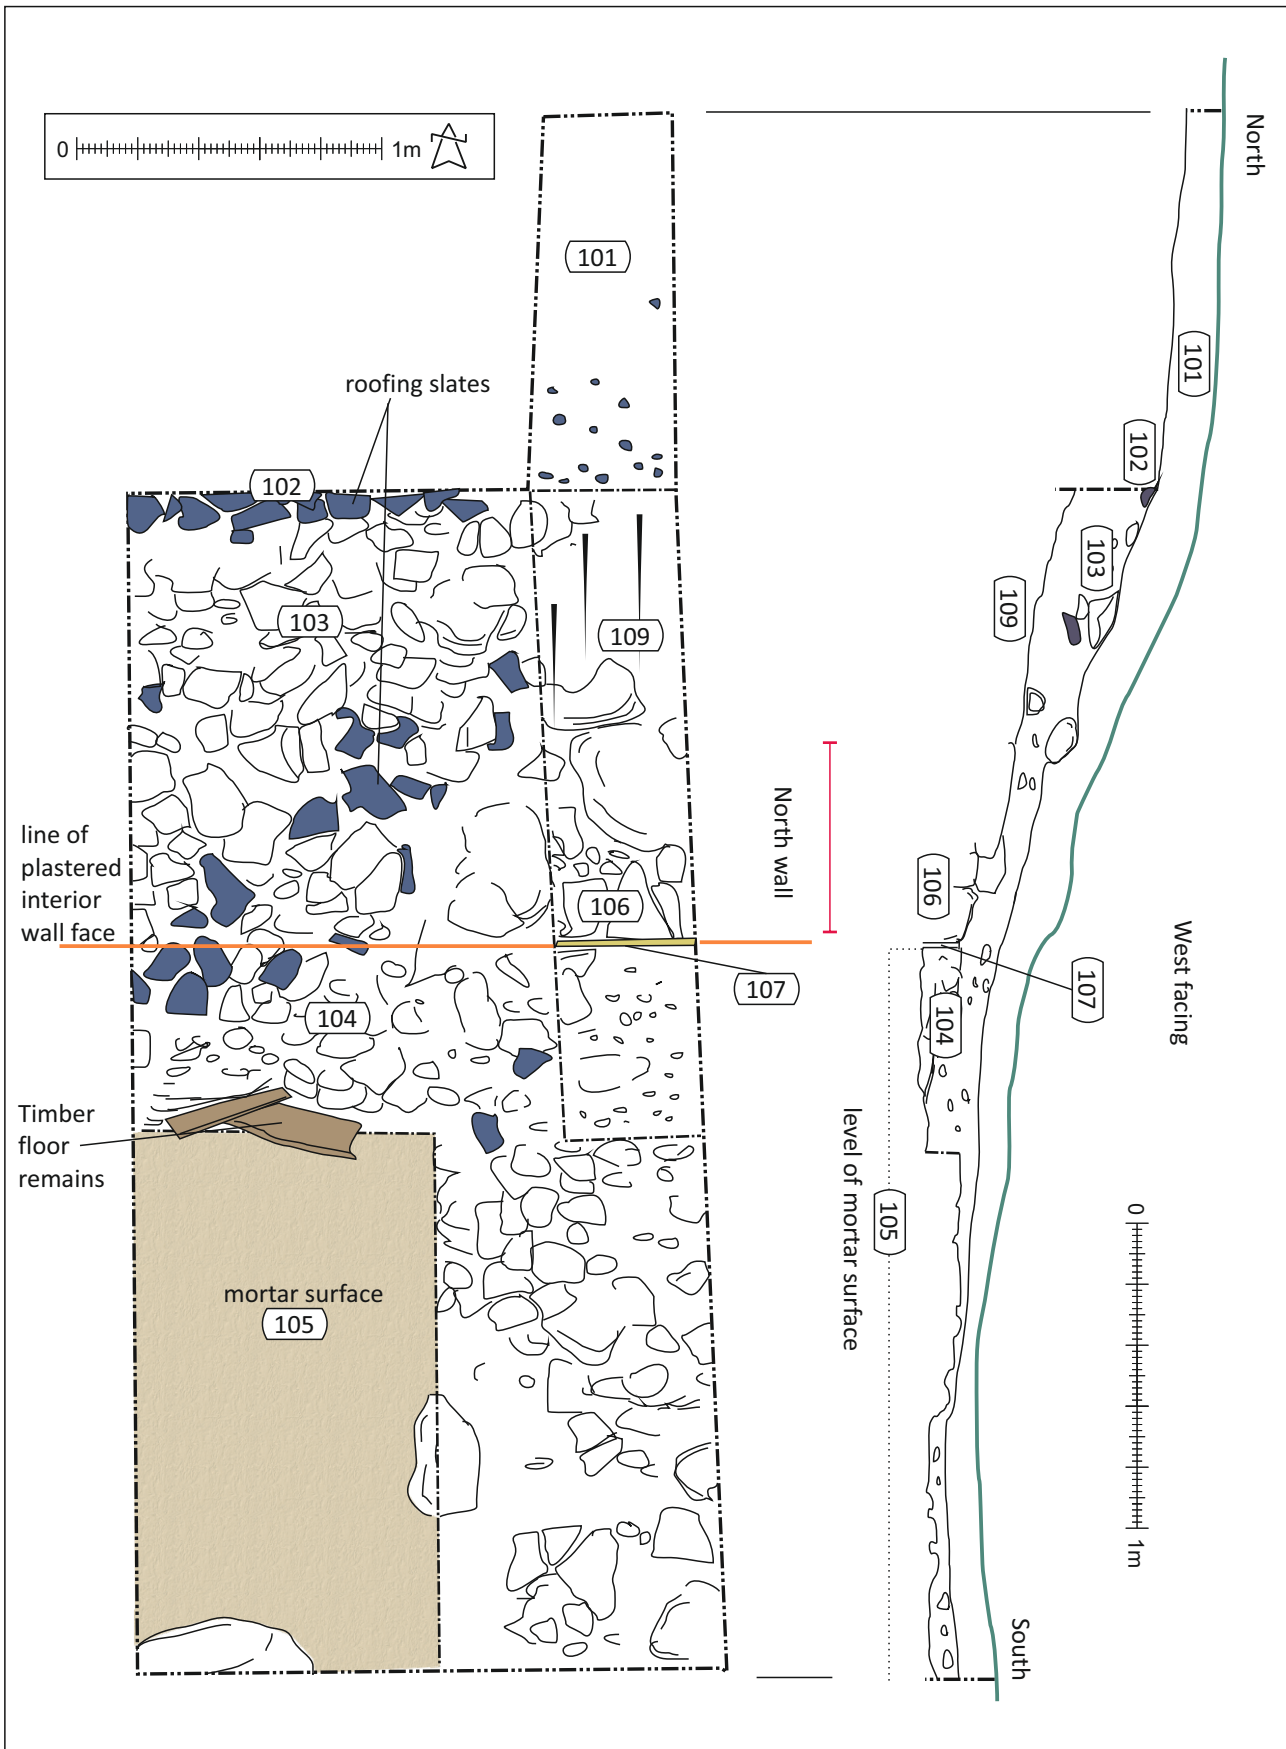 0 1m
North
101
101
roofing slates
102
102
103
103
109
109
North wall
line of
plastered
interior
wall face
106
106
West facing
107
107
104
104
Timber
floor
remains
level of mortar surface
105
0
mortar surface
105
1m
South